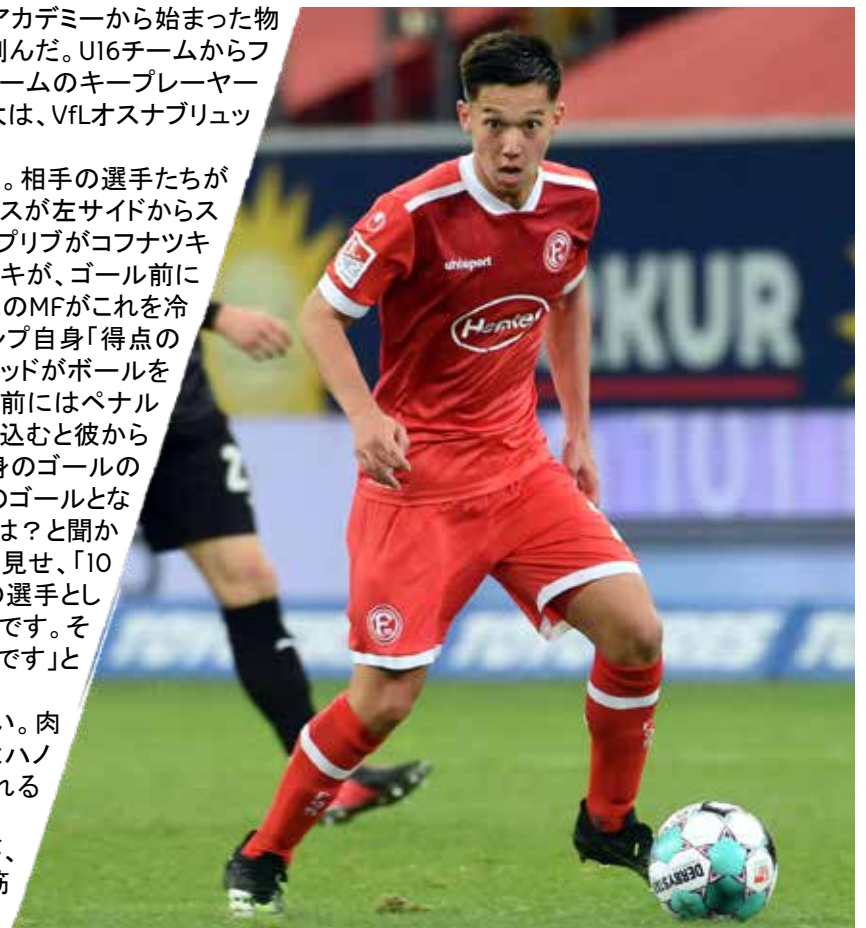 アカデミーから始まった物
んだ。U16チームからフ
ームのキープレーヤー
は、VfLオスナブリュッ
。相手の選手たちが
スが左サイドからス
プリブがコフナツキ
キが、ゴール前に
のMFがこれを冷
ンプ自身「得点の
ッドがボールを
前にはペナル
込むと彼から
身のゴールの
のゴールとな
は？と聞か
見せ、「10
の選手とし
です。そ
です」と
い。肉
はハノ
れる
、
uhlsport
Henkel
KUR
DERBYSTAR